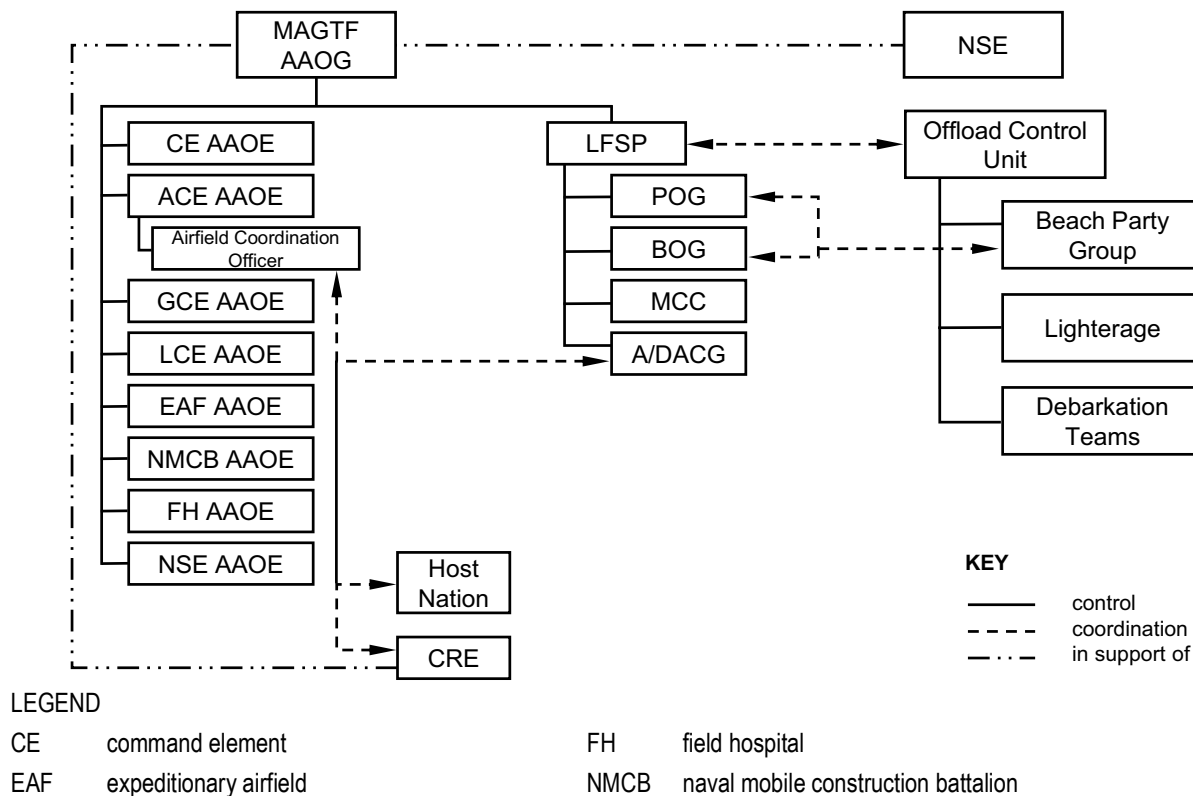 MAGTF
AAOG
NSE
CE AAOE
ACE AAOE
Airfield Coordination
Officer
GCE AAOE
LCE AAOE
EAF AAOE
NMCB AAOE
FH AAOE
NSE AAOE
LFSP
POG
BOG
MCC
A/DACG
Offload Control
Unit
Beach Party
Group
Lighterage
Debarkation
Teams
Host
Nation
CRE
KEY
control
coordination
in support of
LEGEND
CE command element
FH field hospital
EAF expeditionary airfield
NMCB naval mobile construction battalion